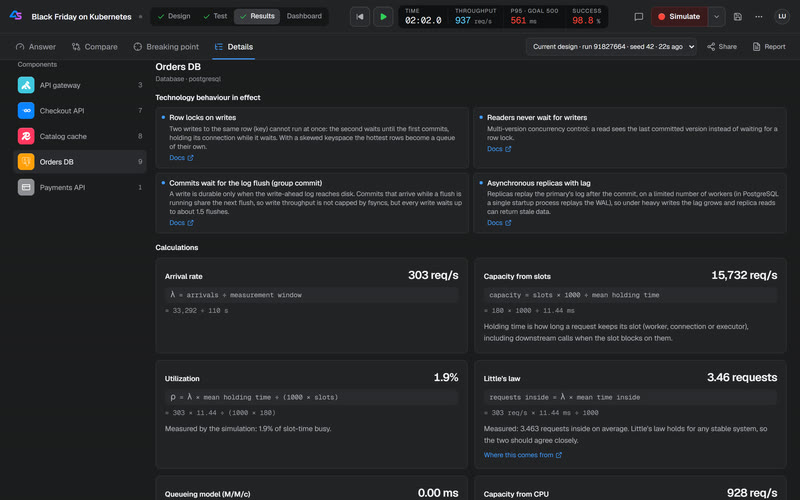 Black Friday on Kubernetes
Design
Test
Results
Dashboard
TIME
02:02.0
THROUGHPUT
937 req/s
P95 · GOAL 500
561 ms
SUCCESS
98.8 %
Simulate
LU
Answer
Compare
Breaking point
Details
Current design · run 91827664 · seed 42 · 22s ago
Share
Report
Components
API gateway 3
Checkout API 7
Catalog cache 8
Orders DB 9
Payments API 1
Orders DB
Database · postgresql
Technology behaviour in effect
Row locks on writes
Two writes to the same row (key) cannot run at once: the second waits until the first commits,
holding its connection while it waits. With a skewed keyspace the hottest rows become a queue
of their own.
Docs
Readers never wait for writers
Multi-version concurrency control: a read sees the last committed version instead of waiting for a
row lock.
Docs
Commits wait for the log flush (group commit)
A write is durable only when the write-ahead log reaches disk. Commits that arrive while a flush is
running share the next flush, so write throughput is not capped by fsyncs, but every write waits up
to about 1.5 flushes.
Docs
Asynchronous replicas with lag
Replicas replay the primary's log after the commit, on a limited number of workers (in PostgreSQL
a single startup process replays the WAL), so under heavy writes the lag grows and replica reads
can return stale data.
Docs
Calculations
Arrival rate 303 req/s
λ = arrivals ÷ measurement window
= 33,292 ÷ 110 s
Capacity from slots 15,732 req/s
capacity = slots × 1000 ÷ mean holding time
= 180 × 1000 ÷ 11.44 ms
Holding time is how long a request keeps its slot (worker, connection or executor),
including downstream calls when the slot blocks on them.
Utilization 1.9%
ρ = λ × mean holding time ÷ (1000 × slots)
= 303 × 11.44 ÷ (1000 × 180)
Measured by the simulation: 1.9% of slot-time busy.
Little's law 3.46 requests
requests inside = λ × mean time inside
= 303 req/s × 11.44 ms ÷ 1000
Measured: 3.463 requests inside on average. Little's law holds for any stable system, so
the two should agree closely.
Where this comes from
Queueing model (M/M/c) 0.00 ms
Capacity from CPU 928 req/s